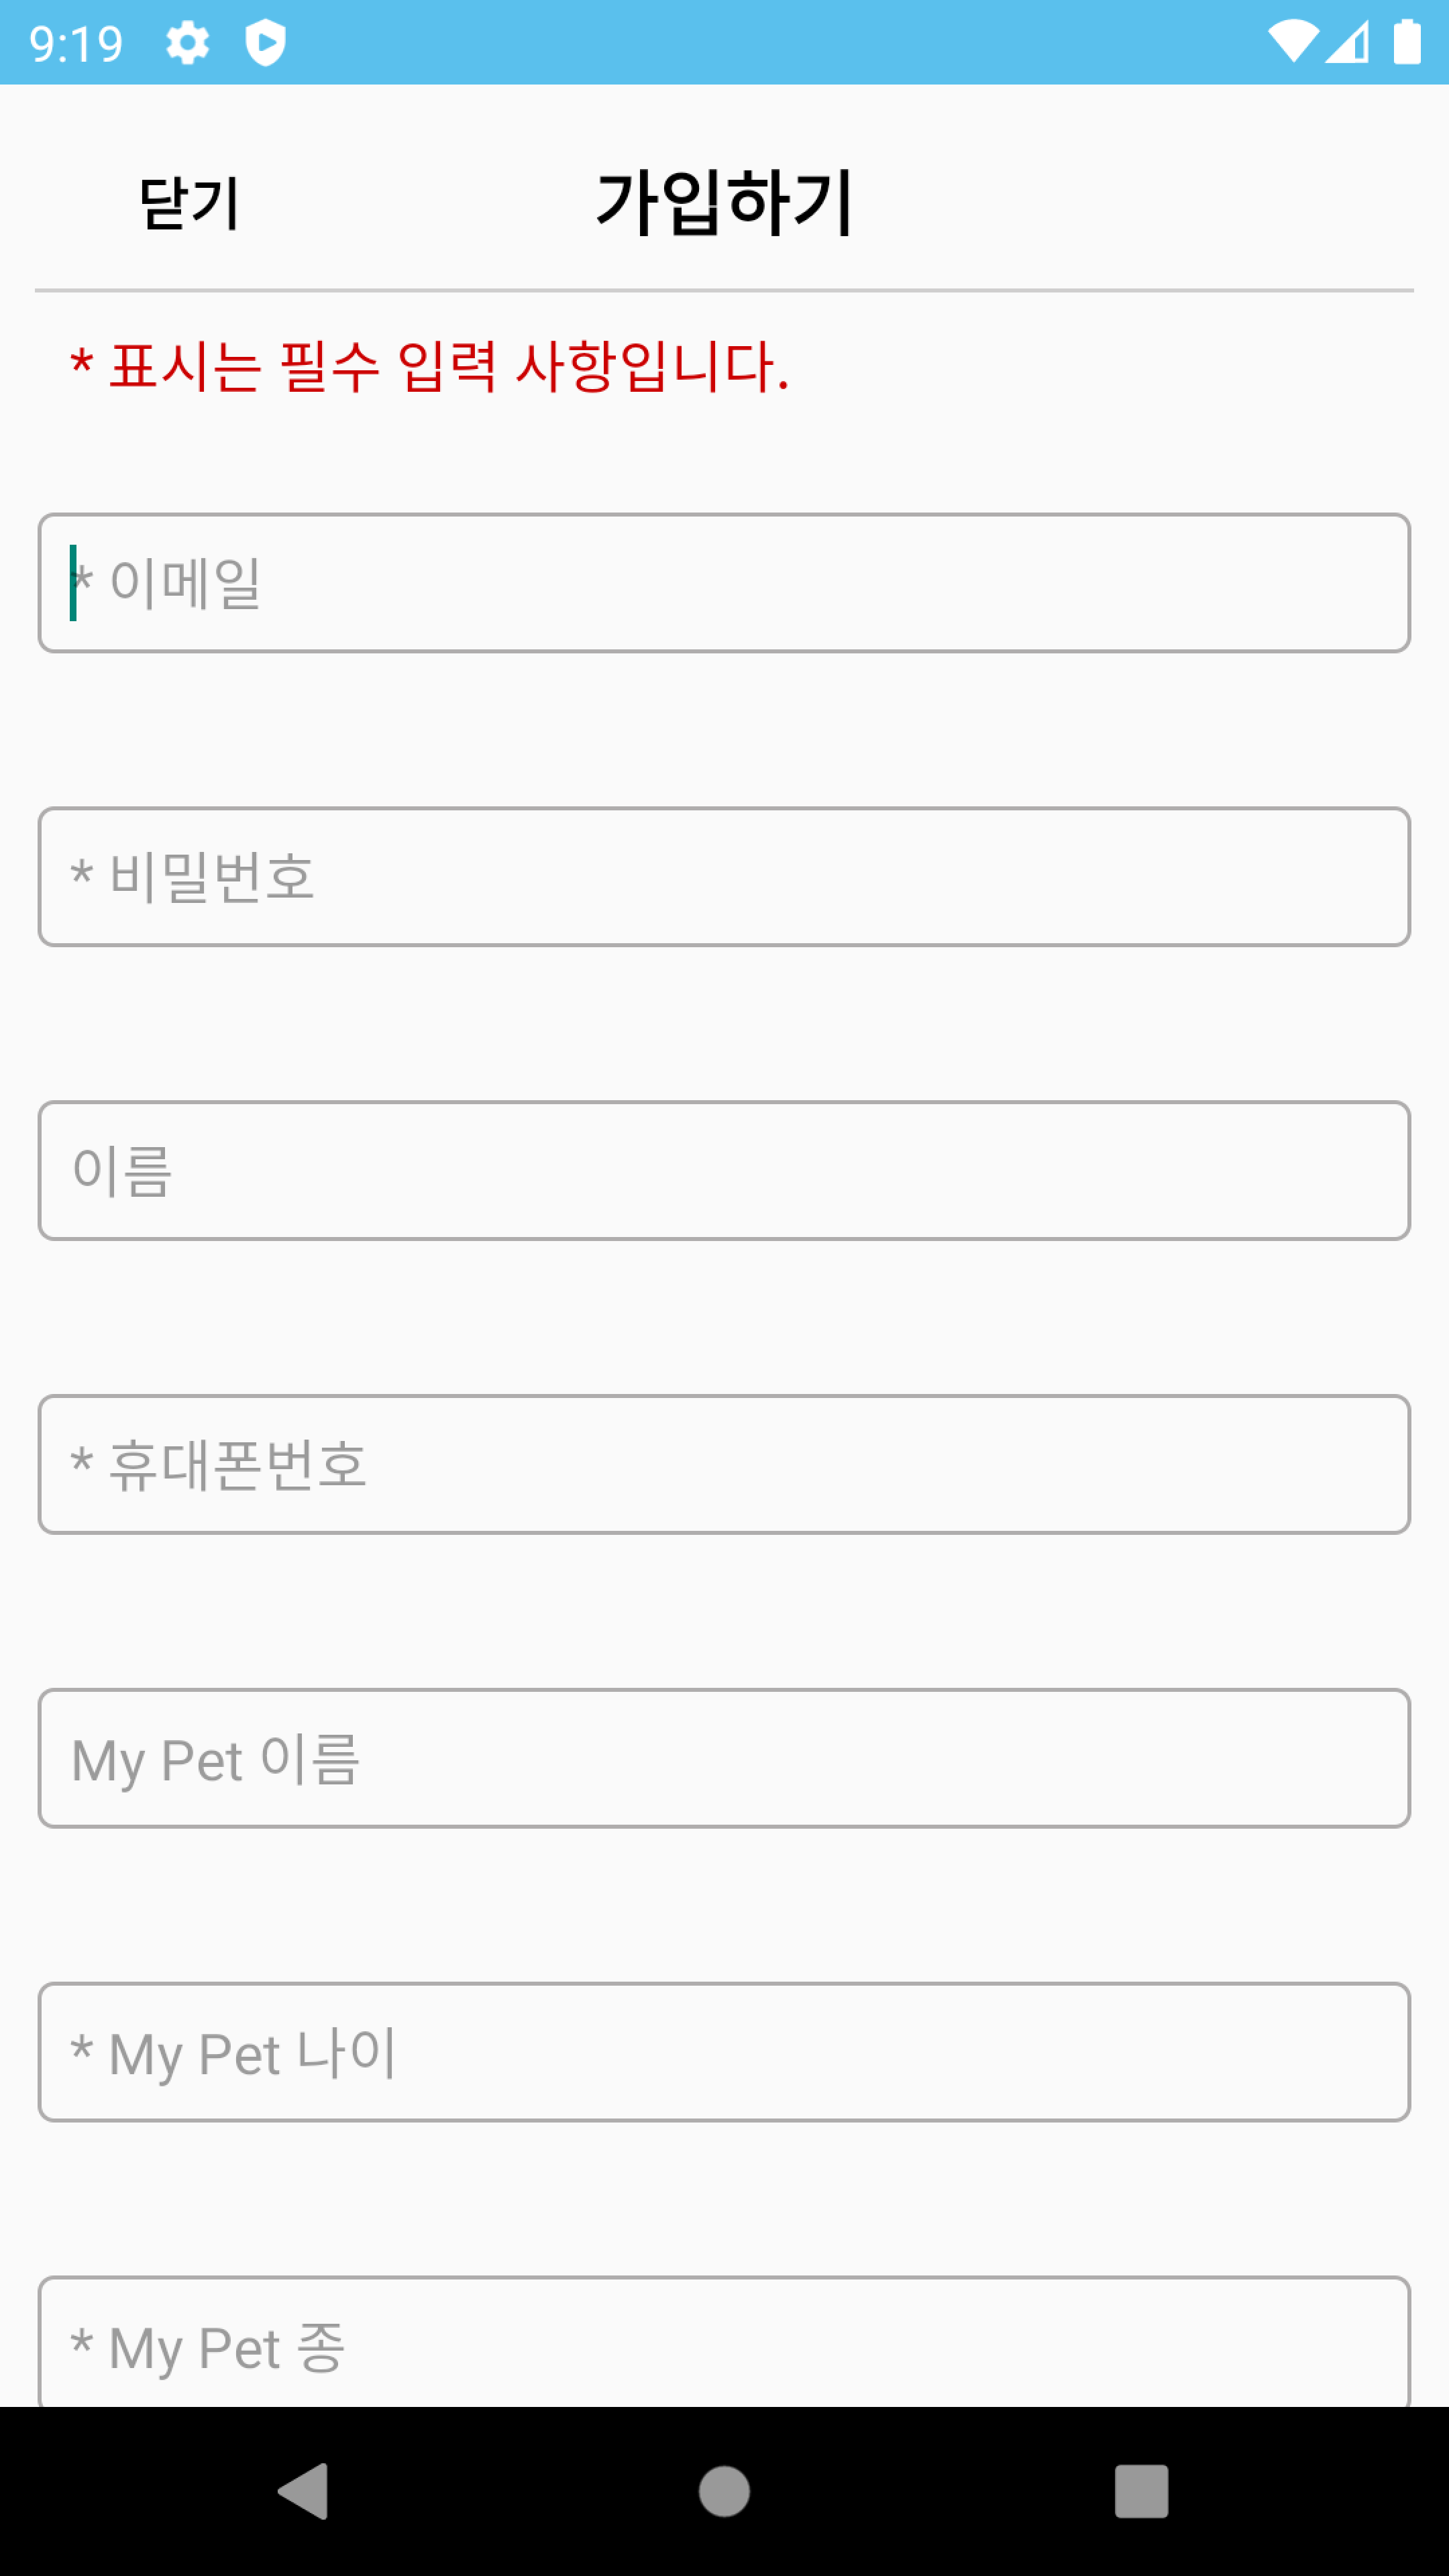 9:19
닫기 가입하기
* 표시는 필수 입력 사항입니다.
* 이메일
* 비밀번호
이름
* 휴대폰번호
My Pet 이름
* My Pet 나이
* My Pet 종